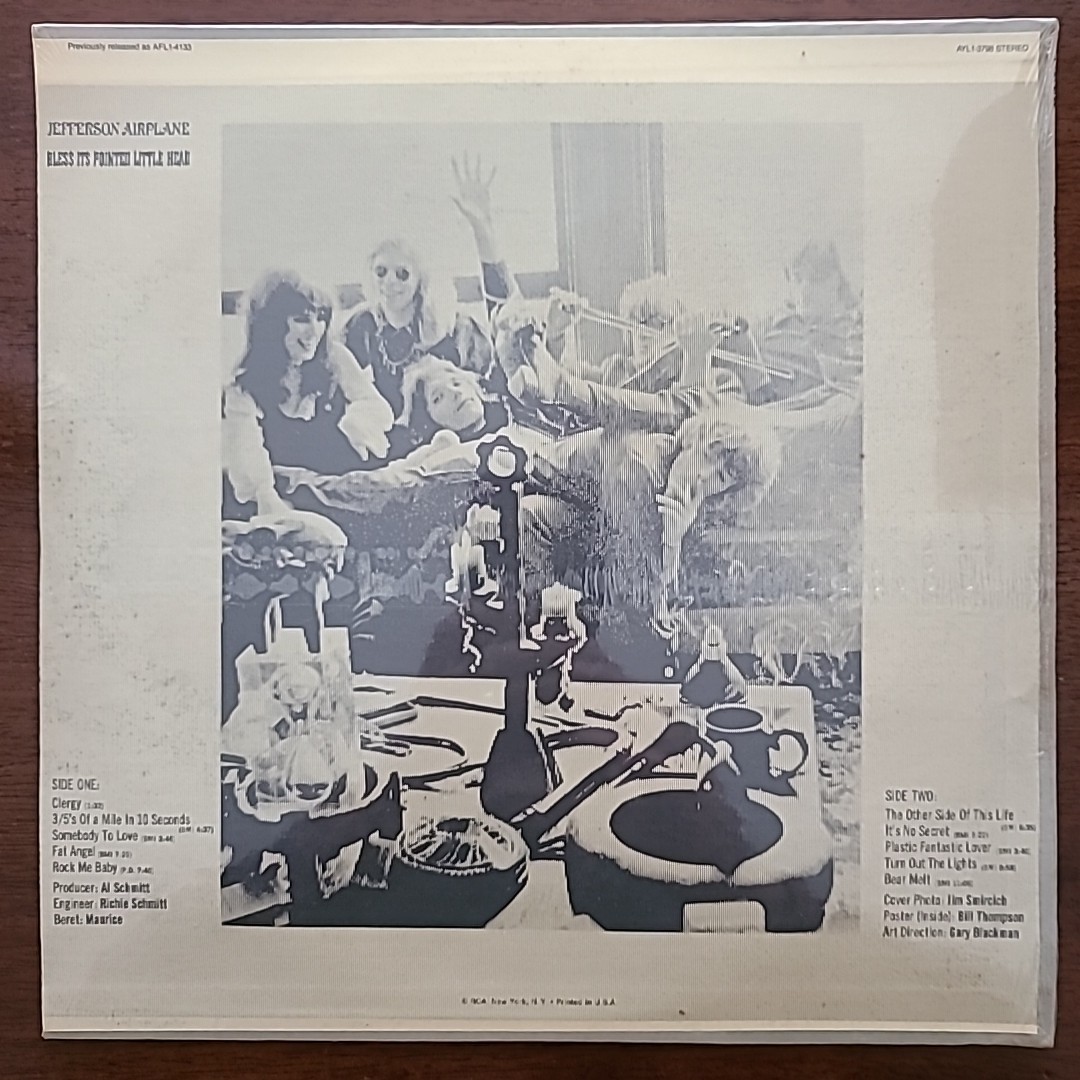 Previously released as AFL1-4133
AYL1-3798 STEREO
JEFFERSON AIRPLANE
BLESS ITS POINTED LITTLE HEAD
SIDE ONE:
Clergy
3/5's Of a Mile In 10 Seconds
Somebody To Love
Fat Angel
Rock Me Baby
Producer: Al Schmitt
Engineer: Richie Schmitt
Beret: Maurice
SIDE TWO:
The Other Side Of This Life
It's No Secret
Plastic Fantastic Lover
Turn Out The Lights
Bear Melt
Cover Photo: Jim Smircich
Poster (Inside): Bill Thompson
Art Direction: Gary Blackman
© RCA, New York, N.Y. • Printed in U.S.A.